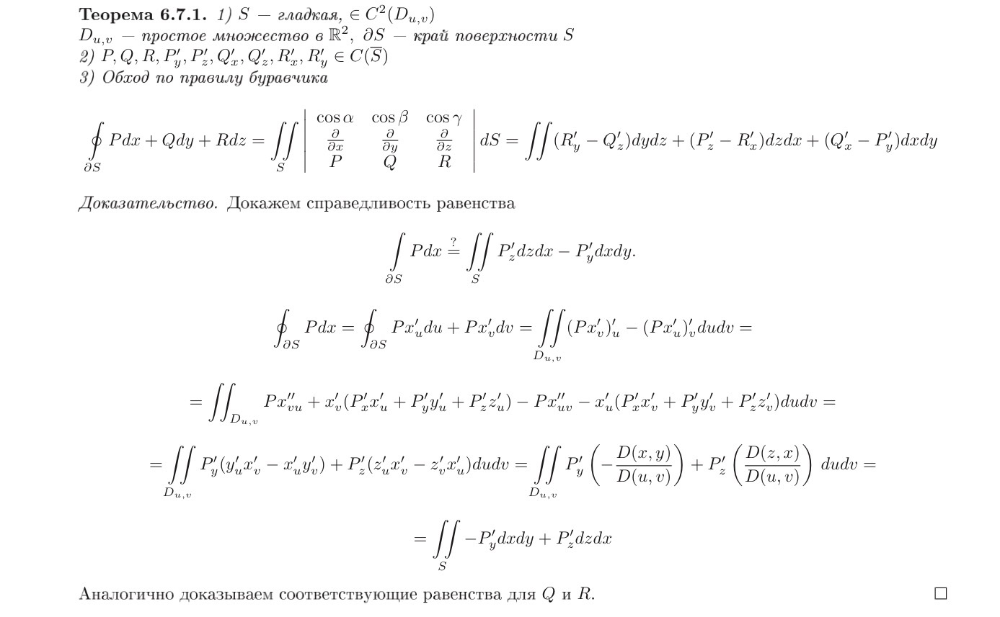 Теорема 6.7.1. 1) $S$ — гладкая, $\in C^2(D_{u,v})$
$D_{u,v}$ — простое множество в $\mathbb{R}^2$, $\partial S$ — край поверхности $S$
2) $P, Q, R, P'_y, P'_z, Q'_x, Q'_z, R'_x, R'_y \in C(\overline{S})$
3) Обход по правилу буравчика
$\oint\limits_{\partial S} Pdx + Qdy + Rdz = \iint\limits_{S} \begin{vmatrix} \cos\alpha & \cos\beta & \cos\gamma \\ \frac{\partial}{\partial x} & \frac{\partial}{\partial y} & \frac{\partial}{\partial z} \\ P & Q & R \end{vmatrix} dS = \iint (R'_y - Q'_z)dydz + (P'_z - R'_x)dzdx + (Q'_x - P'_y)dxdy$
Доказательство. Докажем справедливость равенства
$\int\limits_{\partial S} Pdx \stackrel{?}{=} \iint\limits_{S} P'_z dzdx - P'_y dxdy.$
$\oint_{\partial S} Pdx = \oint_{\partial S} Px'_u du + Px'_v dv = \iint\limits_{D_{u,v}} (Px'_v)'_u - (Px'_u)'_v dudv =$
$= \iint_{D_{u,v}} Px''_{vu} + x'_v(P'_x x'_u + P'_y y'_u + P'_z z'_u) - Px''_{uv} - x'_u(P'_x x'_v + P'_y y'_v + P'_z z'_v)dudv =$
$= \iint\limits_{D_{u,v}} P'_y(y'_u x'_v - x'_u y'_v) + P'_z(z'_u x'_v - z'_v x'_u)dudv = \iint\limits_{D_{u,v}} P'_y \left(-\frac{D(x,y)}{D(u,v)}\right) + P'_z \left(\frac{D(z,x)}{D(u,v)}\right) dudv =$
$= \iint\limits_{S} -P'_y dxdy + P'_z dzdx$
Аналогично доказываем соответствующие равенства для $Q$ и $R$. □